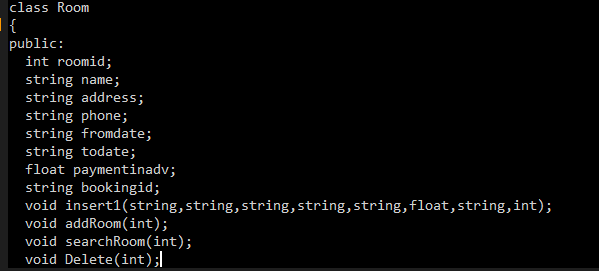 class Room
{
public:
  int roomid;
  string name;
  string address;
  string phone;
  string fromdate;
  string todate;
  float paymentinadv;
  string bookingid;
  void insert1(string,string,string,string,string,float,string,int);
  void addRoom(int);
  void searchRoom(int);
  void Delete(int);